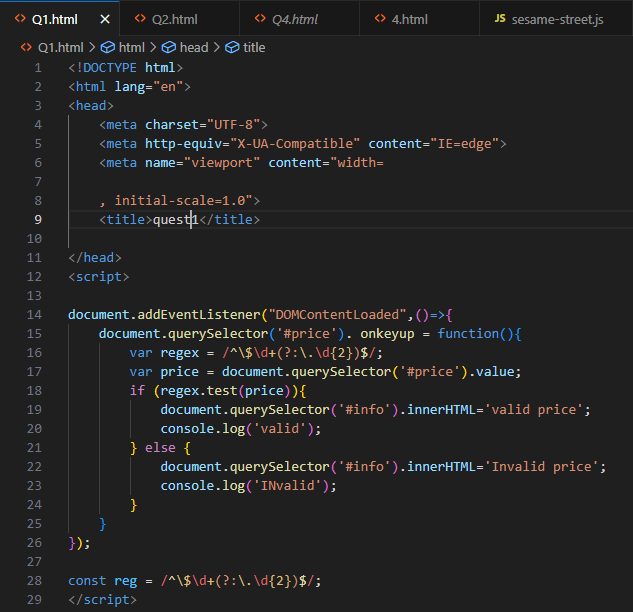 Q1.html × Q2.html Q4.html 4.html JS sesame-street.js
Q1.html > html > head > title
1 <!DOCTYPE html>
2 <html lang="en">
3 <head>
4     <meta charset="UTF-8">
5     <meta http-equiv="X-UA-Compatible" content="IE=edge">
6     <meta name="viewport" content="width=
7
8     , initial-scale=1.0">
9     <title>quest1</title>
10
11 </head>
12 <script>
13
14 document.addEventListener("DOMContentLoaded",()=>{
15     document.querySelector('#price'). onkeyup = function(){
16         var regex = /^\$\d+(?:\.\d{2})$/;
17         var price = document.querySelector('#price').value;
18         if (regex.test(price)){
19             document.querySelector('#info').innerHTML='valid price';
20             console.log('valid');
21         } else {
22             document.querySelector('#info').innerHTML='Invalid price';
23             console.log('INvalid');
24         }
25     }
26 });
27
28 const reg = /^\$\d+(?:\.\d{2})$/;
29 </script>